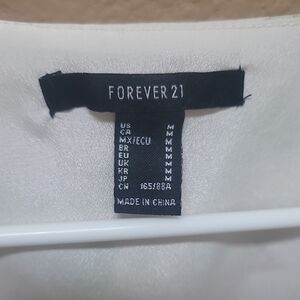 FOREVER 21
US M
CA M
MX/ECU M
BR M
EU M
UK M
KR M
JP M
CN 165/88A
MADE IN CHINA